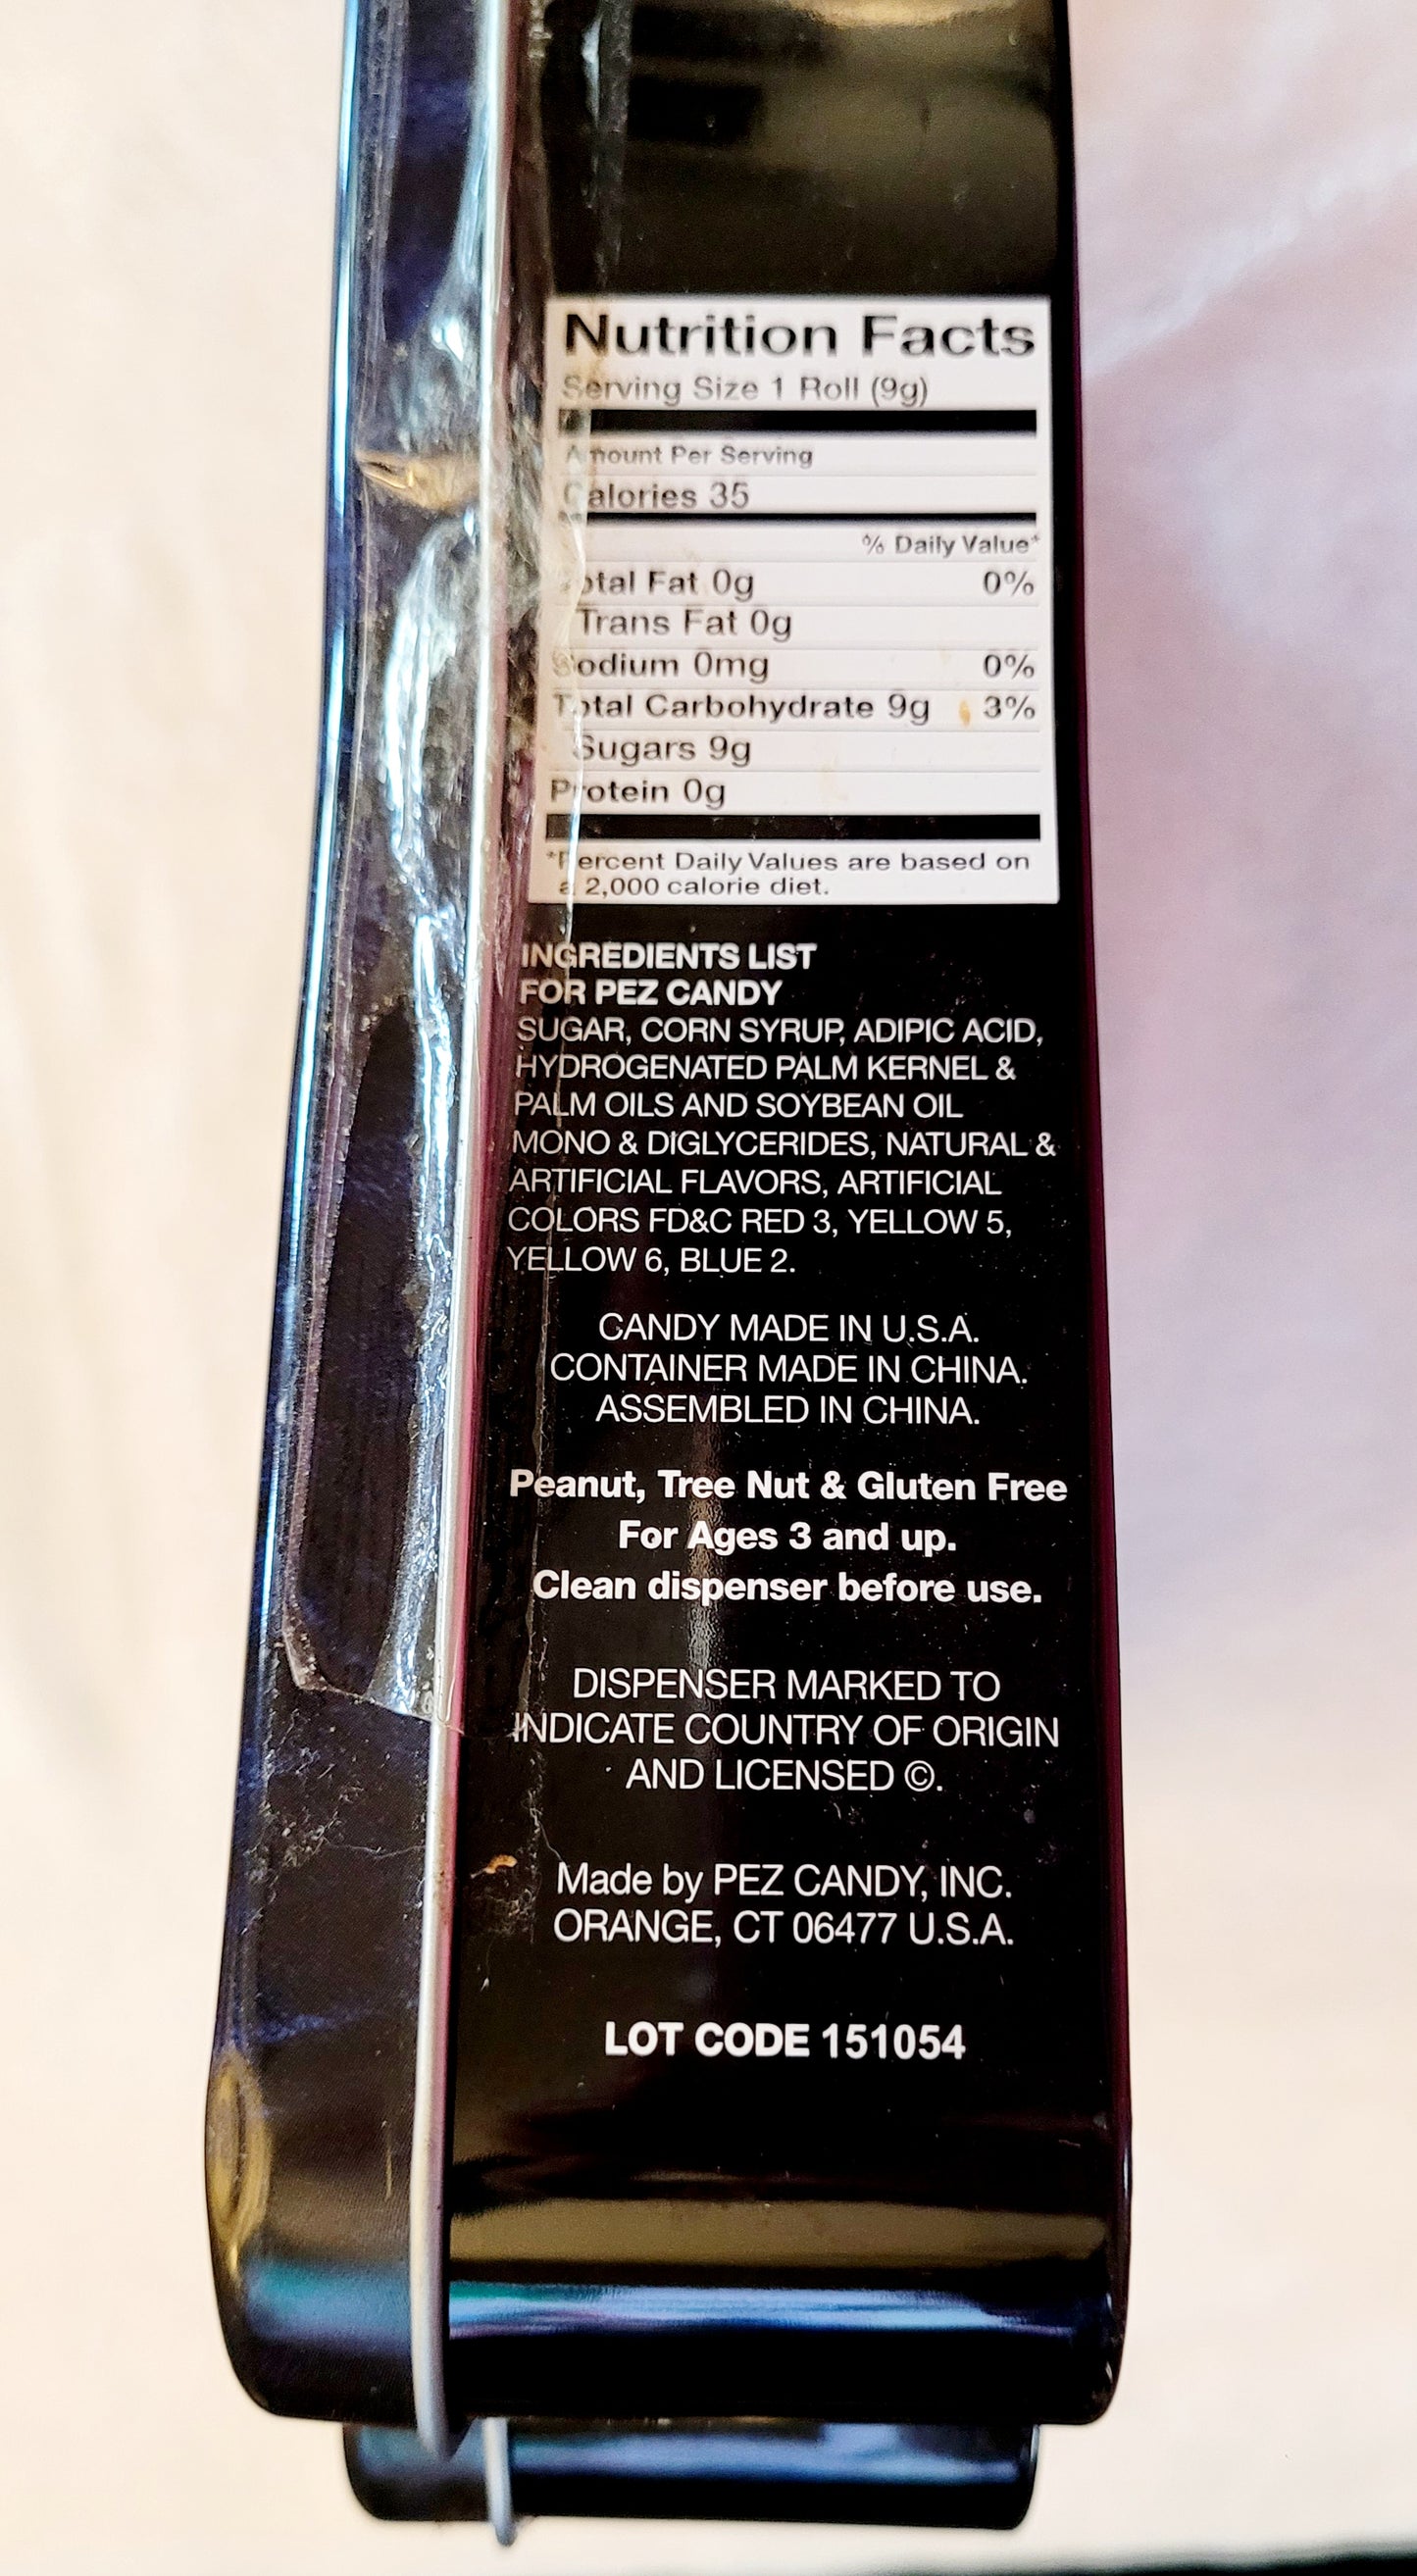 Nutrition Facts
Serving Size 1 Roll (9g)
Amount Per Serving
Calories 35
% Daily Value*
Total Fat 0g 0%
Trans Fat 0g
Sodium 0mg 0%
Total Carbohydrate 9g 3%
Sugars 9g
Protein 0g
*Percent Daily Values are based on
a 2,000 calorie diet.
INGREDIENTS LIST
FOR PEZ CANDY
SUGAR, CORN SYRUP, ADIPIC ACID,
HYDROGENATED PALM KERNEL &
PALM OILS AND SOYBEAN OIL
MONO & DIGLYCERIDES, NATURAL &
ARTIFICIAL FLAVORS, ARTIFICIAL
COLORS FD&C RED 3, YELLOW 5,
YELLOW 6, BLUE 2.
CANDY MADE IN U.S.A.
CONTAINER MADE IN CHINA.
ASSEMBLED IN CHINA.
Peanut, Tree Nut & Gluten Free
For Ages 3 and up.
Clean dispenser before use.
DISPENSER MARKED TO
INDICATE COUNTRY OF ORIGIN
AND LICENSED ©.
Made by PEZ CANDY, INC.
ORANGE, CT 06477 U.S.A.
LOT CODE 151054